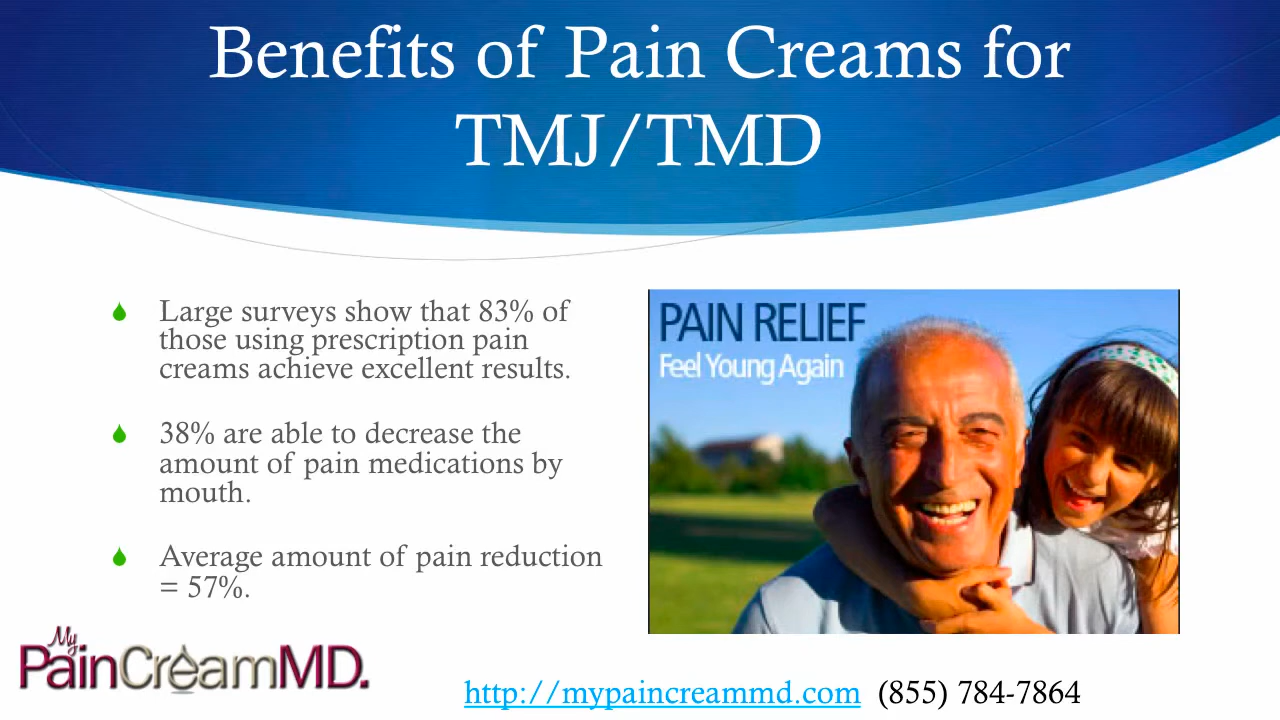 Benefits of Pain Creams for
TMJ/TMD
Large surveys show that 83% of
those using prescription pain
creams achieve excellent results.
38% are able to decrease the
amount of pain medications by
mouth.
Average amount of pain reduction
= 57%.
PAIN RELIEF
Feel Young Again
My
PainCreamMD.
http://mypaincreammd.com (855) 784-7864